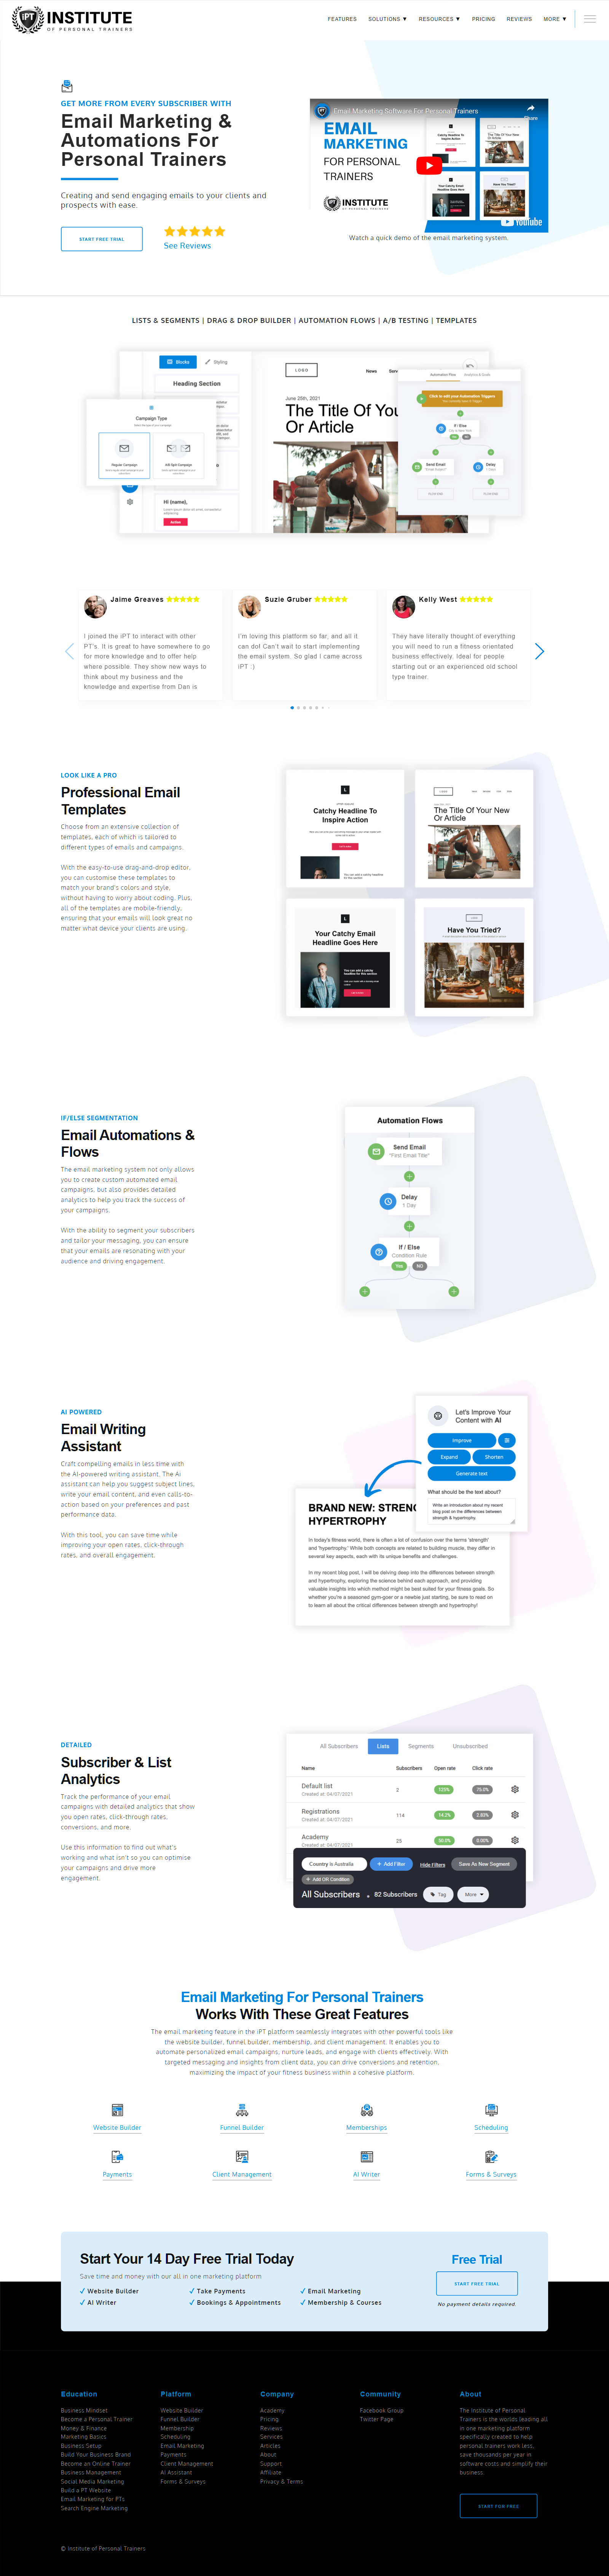 iPT INSTITUTE
OF PERSONAL TRAINERS
FEATURES SOLUTIONS ▼ RESOURCES ▼ PRICING REVIEWS MORE ▼
GET MORE FROM EVERY SUBSCRIBER WITH
Email Marketing &
Automations For
Personal Trainers
Creating and send engaging emails to your clients and
prospects with ease.
START FREE TRIAL
See Reviews
Email Marketing Software For Personal Trainers
Share
EMAIL
MARKETING
FOR PERSONAL
TRAINERS
INSTITUTE
YouTube
Watch a quick demo of the email marketing system.
LISTS & SEGMENTS | DRAG & DROP BUILDER | AUTOMATION FLOWS | A/B TESTING | TEMPLATES
Blocks Styling
Heading Section
Campaign Type
Regular Campaign
A/B Split Campaign
Hi {name},
LOGO
News
June 25th, 2021
The Title Of You
Or Article
Automation Flow Analytics & Goals
Click to edit your Automation Triggers
If / Else
Send Email
Delay
Jaime Greaves
I joined the iPT to interact with other
PT's. It is great to have somewhere to go
for more knowledge and to offer help
where possible. They show new ways to
think about my business and the
knowledge and expertise from Dan is
Suzie Gruber
I'm loving this platform so far, and all it
can do! Can't wait to start implementing
the email system. So glad I came across
iPT :)
Kelly West
They have literally thought of everything
you will need to run a fitness orientated
business effectively. Ideal for people
starting out or an experienced old school
type trainer.
LOOK LIKE A PRO
Professional Email
Templates
Choose from an extensive collection of
templates, each of which is tailored to
different types of emails and campaigns.
With the easy-to-use drag-and-drop editor,
you can customise these templates to
match your brand's colors and style,
without having to worry about coding. Plus,
all of the templates are mobile-friendly,
ensuring that your emails will look great no
matter what device your clients are using.
Catchy Headline To
Inspire Action
The Title Of Your New
Or Article
Your Catchy Email
Headline Goes Here
Have You Tried?
IF/ELSE SEGMENTATION
Email Automations &
Flows
The email marketing system not only allows
you to create custom automated email
campaigns, but also provides detailed
analytics to help you track the success of
your campaigns.
With the ability to segment your subscribers
and tailor your messaging, you can ensure
that your emails are resonating with your
audience and driving engagement.
Automation Flows
Send Email
"First Email Title"
Delay
1 Day
If / Else
Condition Rule
Yes NO
AI POWERED
Email Writing
Assistant
Craft compelling emails in less time with
the AI-powered writing assistant. The Ai
assistant can help you suggest subject lines,
write your email content, and even calls-to-
action based on your preferences and past
performance data.
With this tool, you can save time while
improving your open rates, click-through
rates, and overall engagement.
Let's Improve Your
Content with AI
Improve
Expand Shorten
Generate text
What should be the text about?
Write an introduction about my recent
blog post on the differences between
strength & hypertrophy.
BRAND NEW: STRENG
HYPERTROPHY
In today's fitness world, there is often a lot of confusion over the terms 'strength'
and 'hypertrophy.' While both concepts are related to building muscle, they differ in
several key aspects, each with its unique benefits and challenges.
In my recent blog post, I will be delving deep into the differences between strength
and hypertrophy, exploring the science behind each approach, and providing
valuable insights into which method might be best suited for your fitness goals. So
whether you're a seasoned gym-goer or a newbie just starting out, be sure to read on
to learn all about the critical differences between strength and hypertrophy!
DETAILED
Subscriber & List
Analytics
Track the performance of your email
campaigns with detailed analytics that show
you open rates, click-through rates,
conversions, and more.
Use this information to find out what's
working and what isn't so you can optimise
your campaigns and drive more
engagement.
All Subscribers Lists Segments Unsubscribed
Name Subscribers Open rate Click rate
Default list
Created at: 04/07/2021
2 75.0%
Registrations
Created at: 04/07/2021
114 14.2% 2.83%
Academy
Created at: 04/07/2021
25 50.0% 0.00%
Country is Australia + Add Filter Hide Filters Save As New Segment
+ Add OR Condition
All Subscribers . 82 Subscribers Tag More
Email Marketing For Personal Trainers
Works With These Great Features
The email marketing feature in the iPT platform seamlessly integrates with other powerful tools like
the website builder, funnel builder, membership, and client management. It enables you to
automate personalized email campaigns, nurture leads, and engage with clients effectively. With
targeted messaging and insights from client data, you can drive conversions and retention,
maximizing the impact of your fitness business within a cohesive platform.
Website Builder Funnel Builder Memberships Scheduling
Payments Client Management AI Writer Forms & Surveys
Start Your 14 Day Free Trial Today
Save time and money with our all in one marketing platform
✓ Website Builder ✓ Take Payments ✓ Email Marketing
✓ AI Writer ✓ Bookings & Appointments ✓ Membership & Courses
Free Trial
START FREE TRIAL
No payment details required.
Education
Business Mindset
Become a Personal Trainer
Money & Finance
Marketing Basics
Business Setup
Build Your Business Brand
Become an Online Trainer
Business Management
Social Media Marketing
Build a PT Website
Email Marketing for PTs
Search Engine Marketing
Platform
Website Builder
Funnel Builder
Membership
Scheduling
Email Marketing
Payments
Client Management
AI Assistant
Forms & Surveys
Company
Academy
Pricing
Reviews
Services
Articles
About
Support
Affiliate
Privacy & Terms
Community
Facebook Group
Twitter Page
About
The Institute of Personal
Trainers is the worlds leading all
in one marketing platform
specifically created to help
personal trainers work less,
save thousands per year in
software costs and simplify their
business.
START FOR FREE
© Institute of Personal Trainers